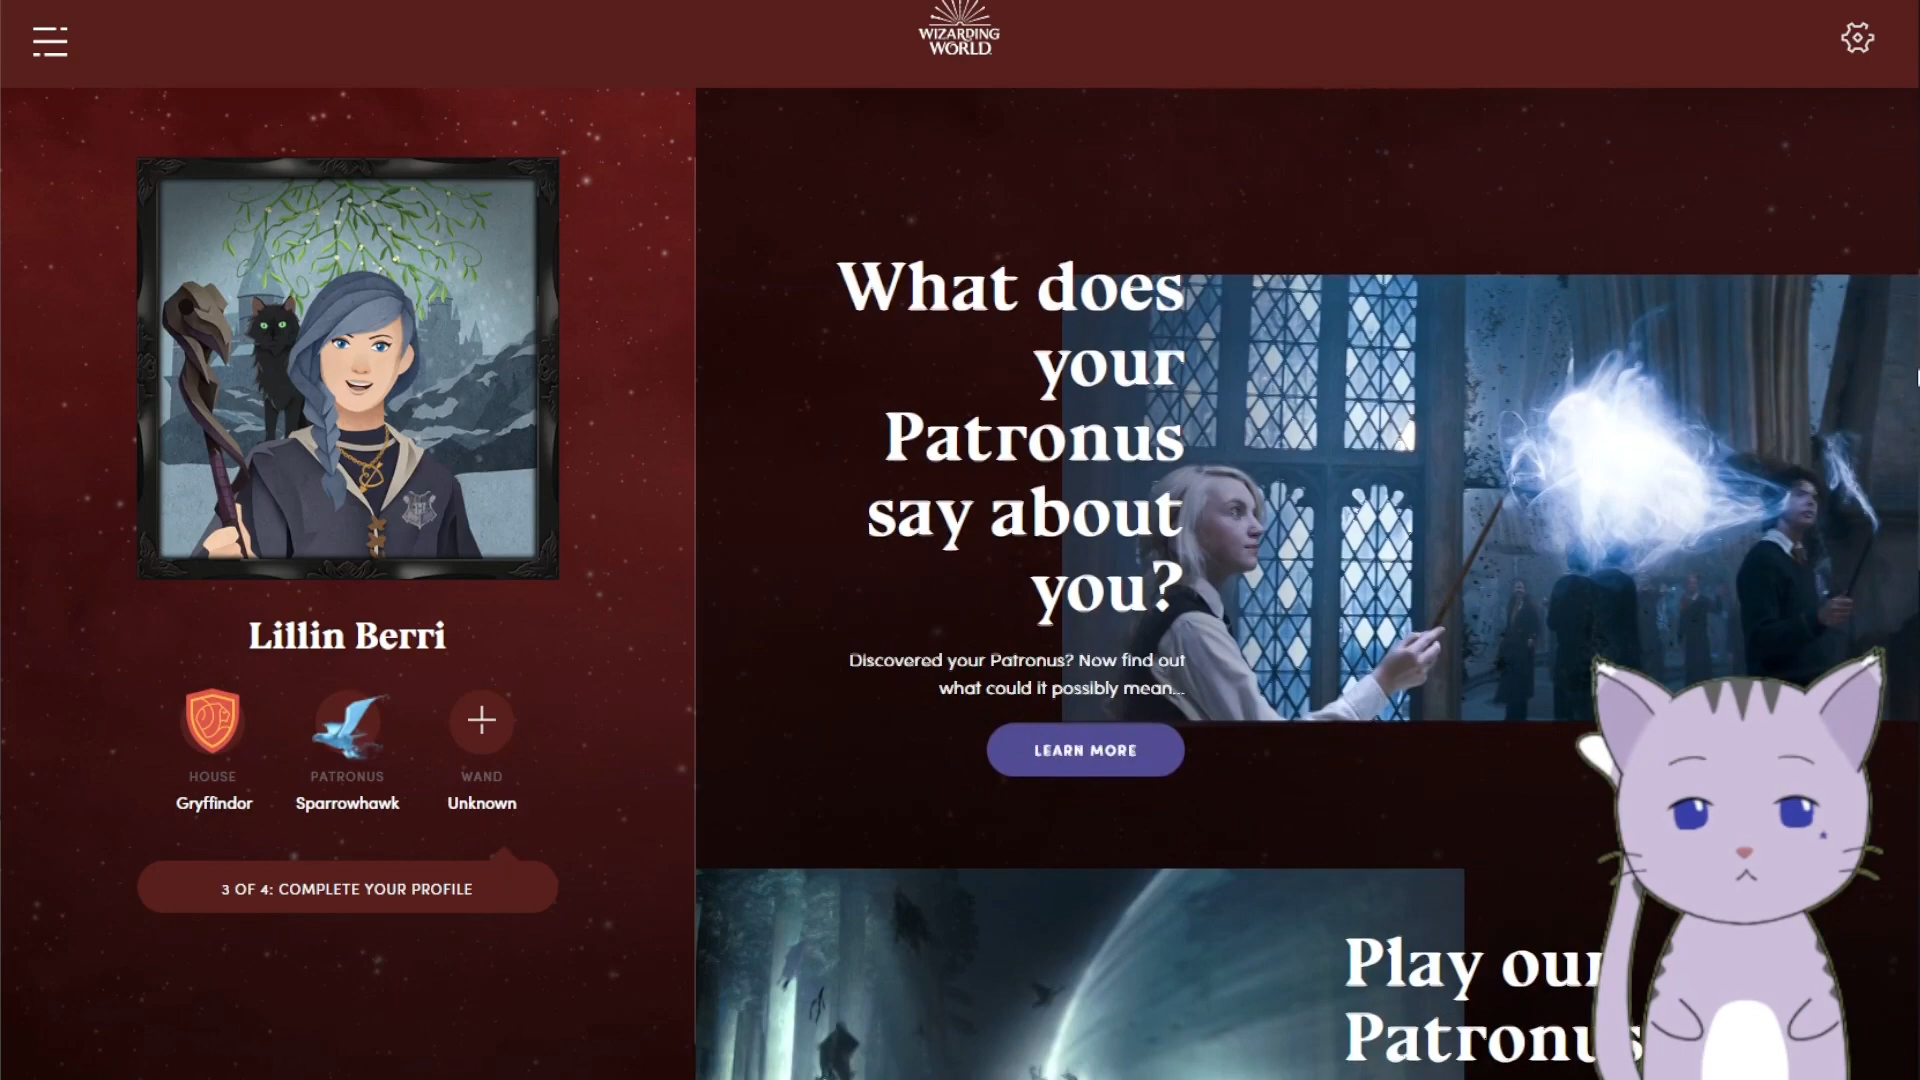 WIZARDING
WORLD
Lillin Berri
HOUSE
Gryffindor
PATRONUS
Sparrowhawk
WAND
Unknown
3 OF 4: COMPLETE YOUR PROFILE
What does
your
Patronus
say about
you?
Discovered your Patronus? Now find out
what could it possibly mean...
LEARN MORE
Play our
Patronus